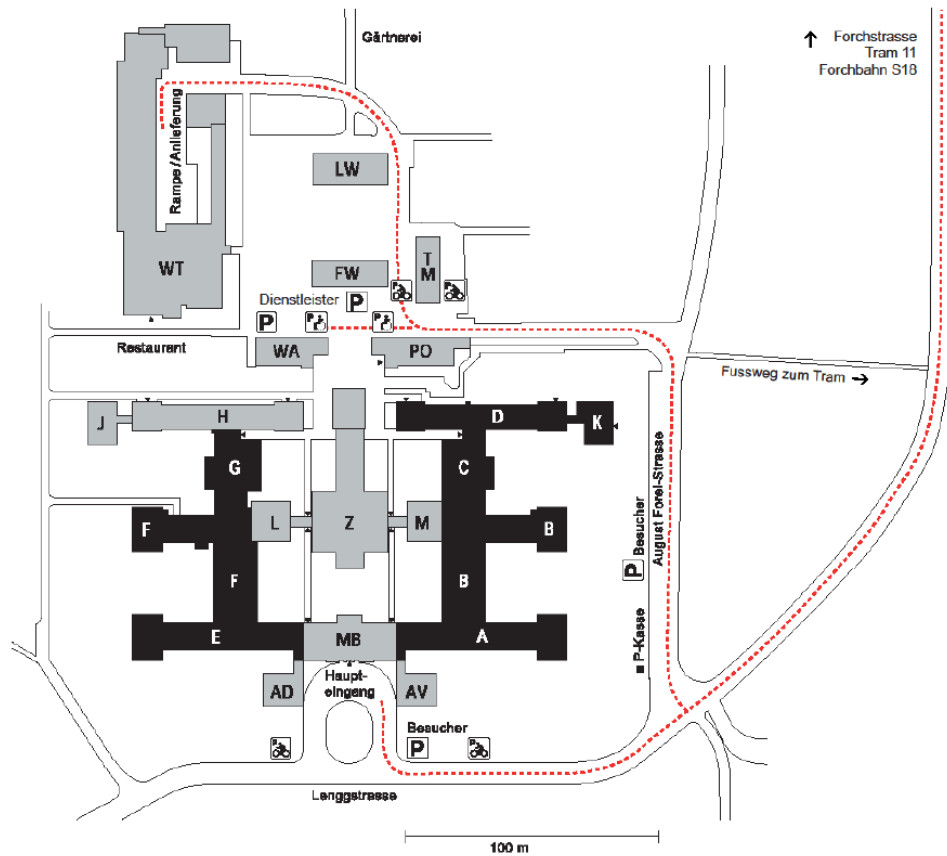 Gärtnerei
Forchstrasse
Tram 11
Forchbahn S18
Rampe/Anlieferung
LW
WT
FW
T
M
Dienstleister
P
P
P
P
P
P
Restaurant
WA
PO
Fussweg zum Tram
J
H
D
K
G
C
F
L
Z
M
B
F
B
August Forel-Strasse
P Besucher
E
MB
A
P-Kasse
AD
Haupt-
eingang
AV
Besucher
P
P
P
Lenggstrasse
100 m